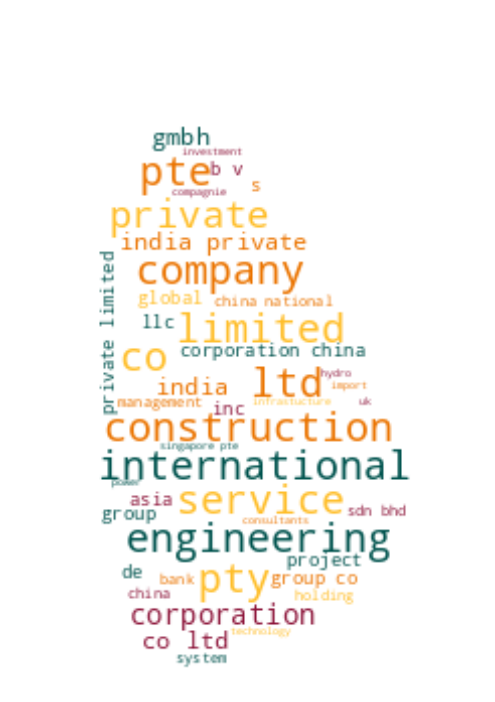 gmbh
investment
pte b v
compagnie s
private
india private
company
private limited
global china national
llc limited
co corporation china
india ltd hydro
import
management inc infrastucture uk
construction
singapore pte
international
power
asia service sdn bhd
group consultants
engineering
project
de bank pty group co
china holding
corporation
co ltd technology
system